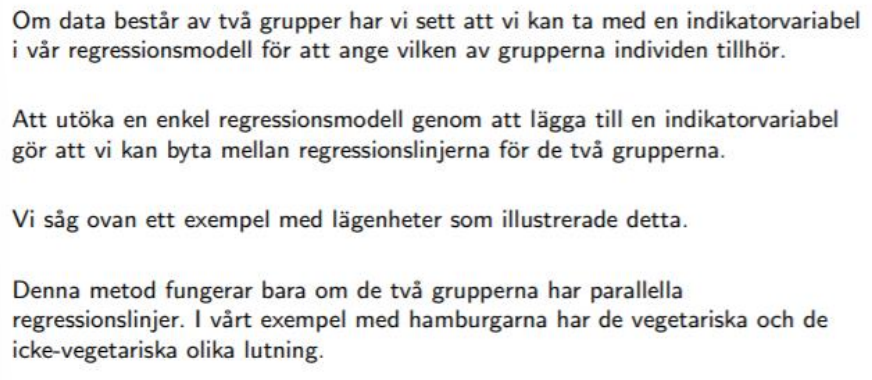 Om data består av två grupper har vi sett att vi kan ta med en indikatorvariabel
i vår regressionsmodell för att ange vilken av grupperna individen tillhör.
Att utöka en enkel regressionsmodell genom att lägga till en indikatorvariabel
gör att vi kan byta mellan regressionslinjerna för de två grupperna.
Vi såg ovan ett exempel med lägenheter som illustrerade detta.
Denna metod fungerar bara om de två grupperna har parallella
regressionslinjer. I vårt exempel med hamburgarna har de vegetariska och de
icke-vegetariska olika lutning.